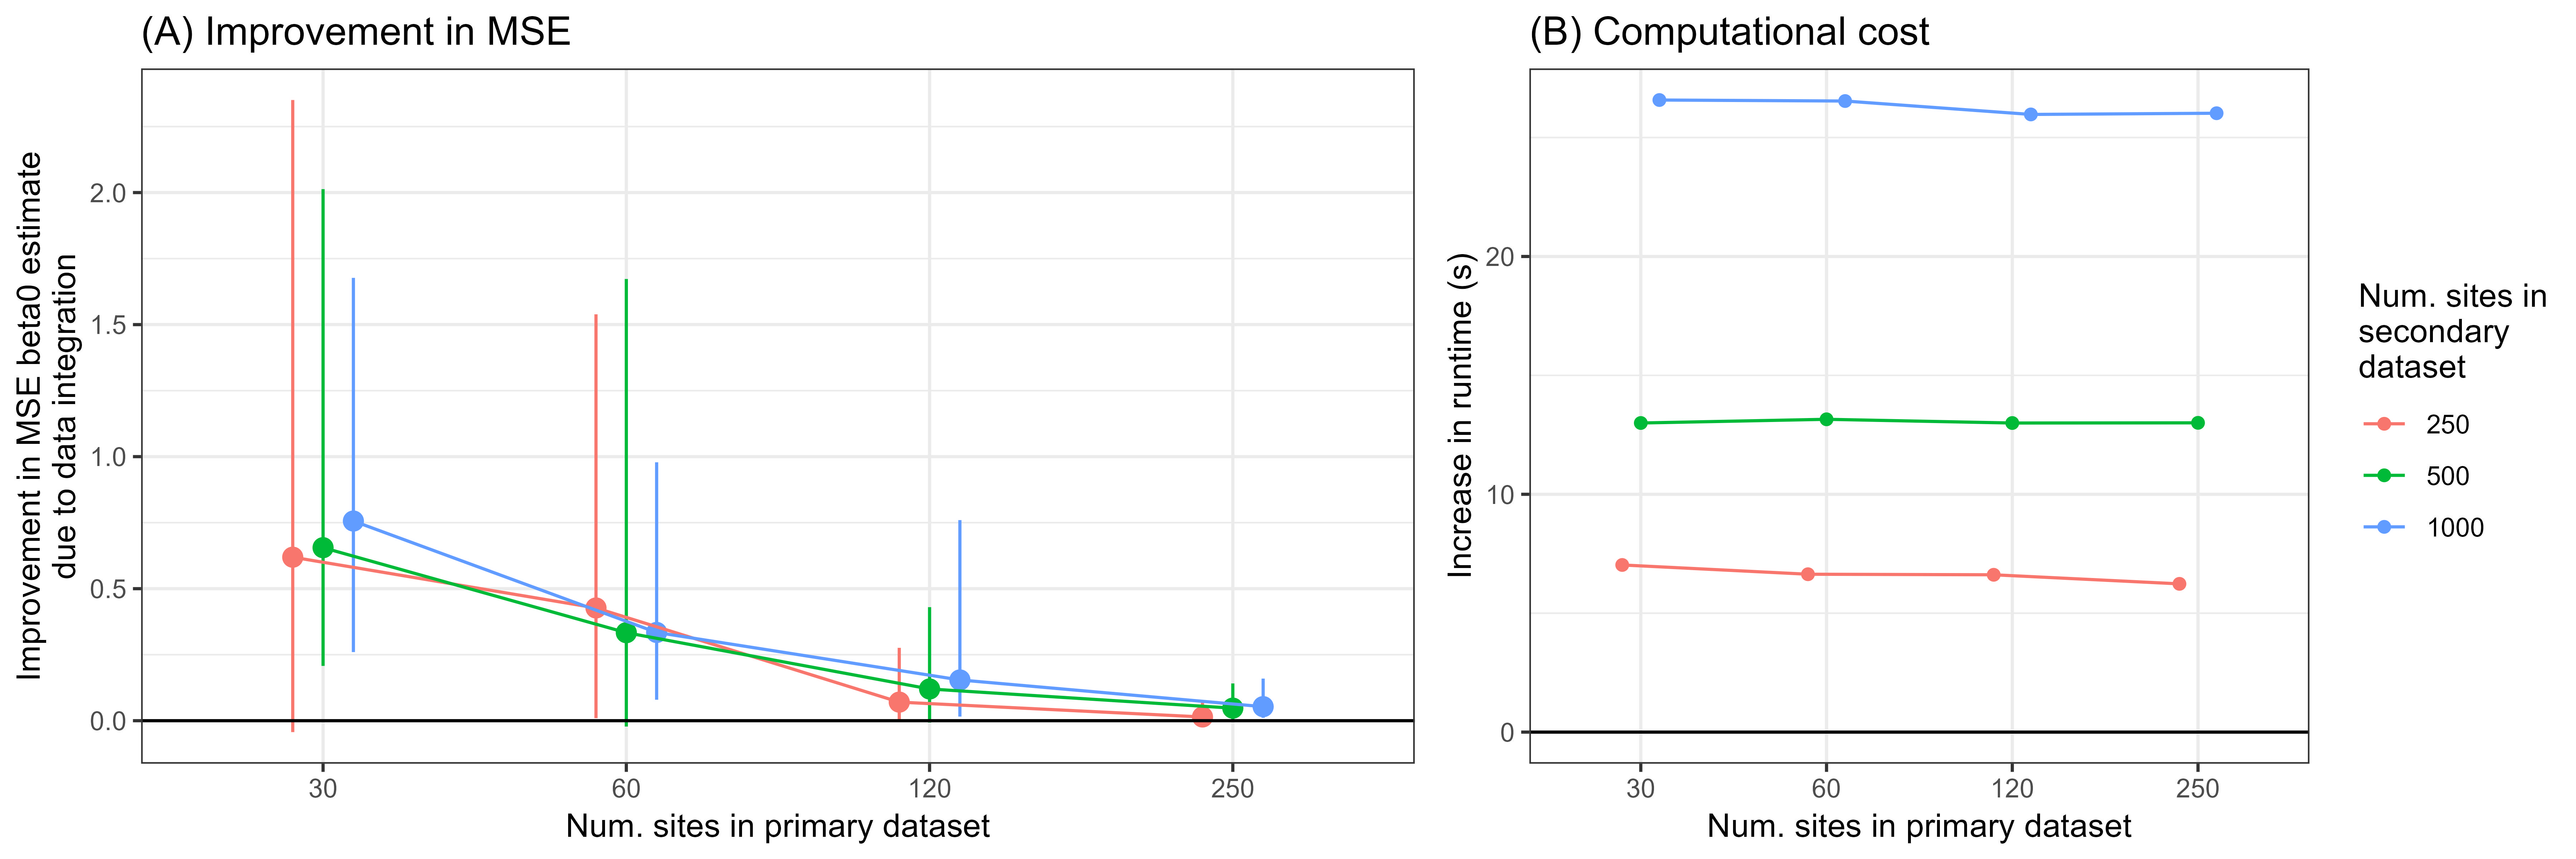 (A) Improvement in MSE
Improvement in MSE beta0 estimate
due to data integration
2.0
1.5
1.0
0.5
0.0
30
60
120
250
Num. sites in primary dataset
(B) Computational cost
Increase in runtime (s)
20
10
0
30
60
120
250
Num. sites in primary dataset
Num. sites in
secondary
dataset
250
500
1000